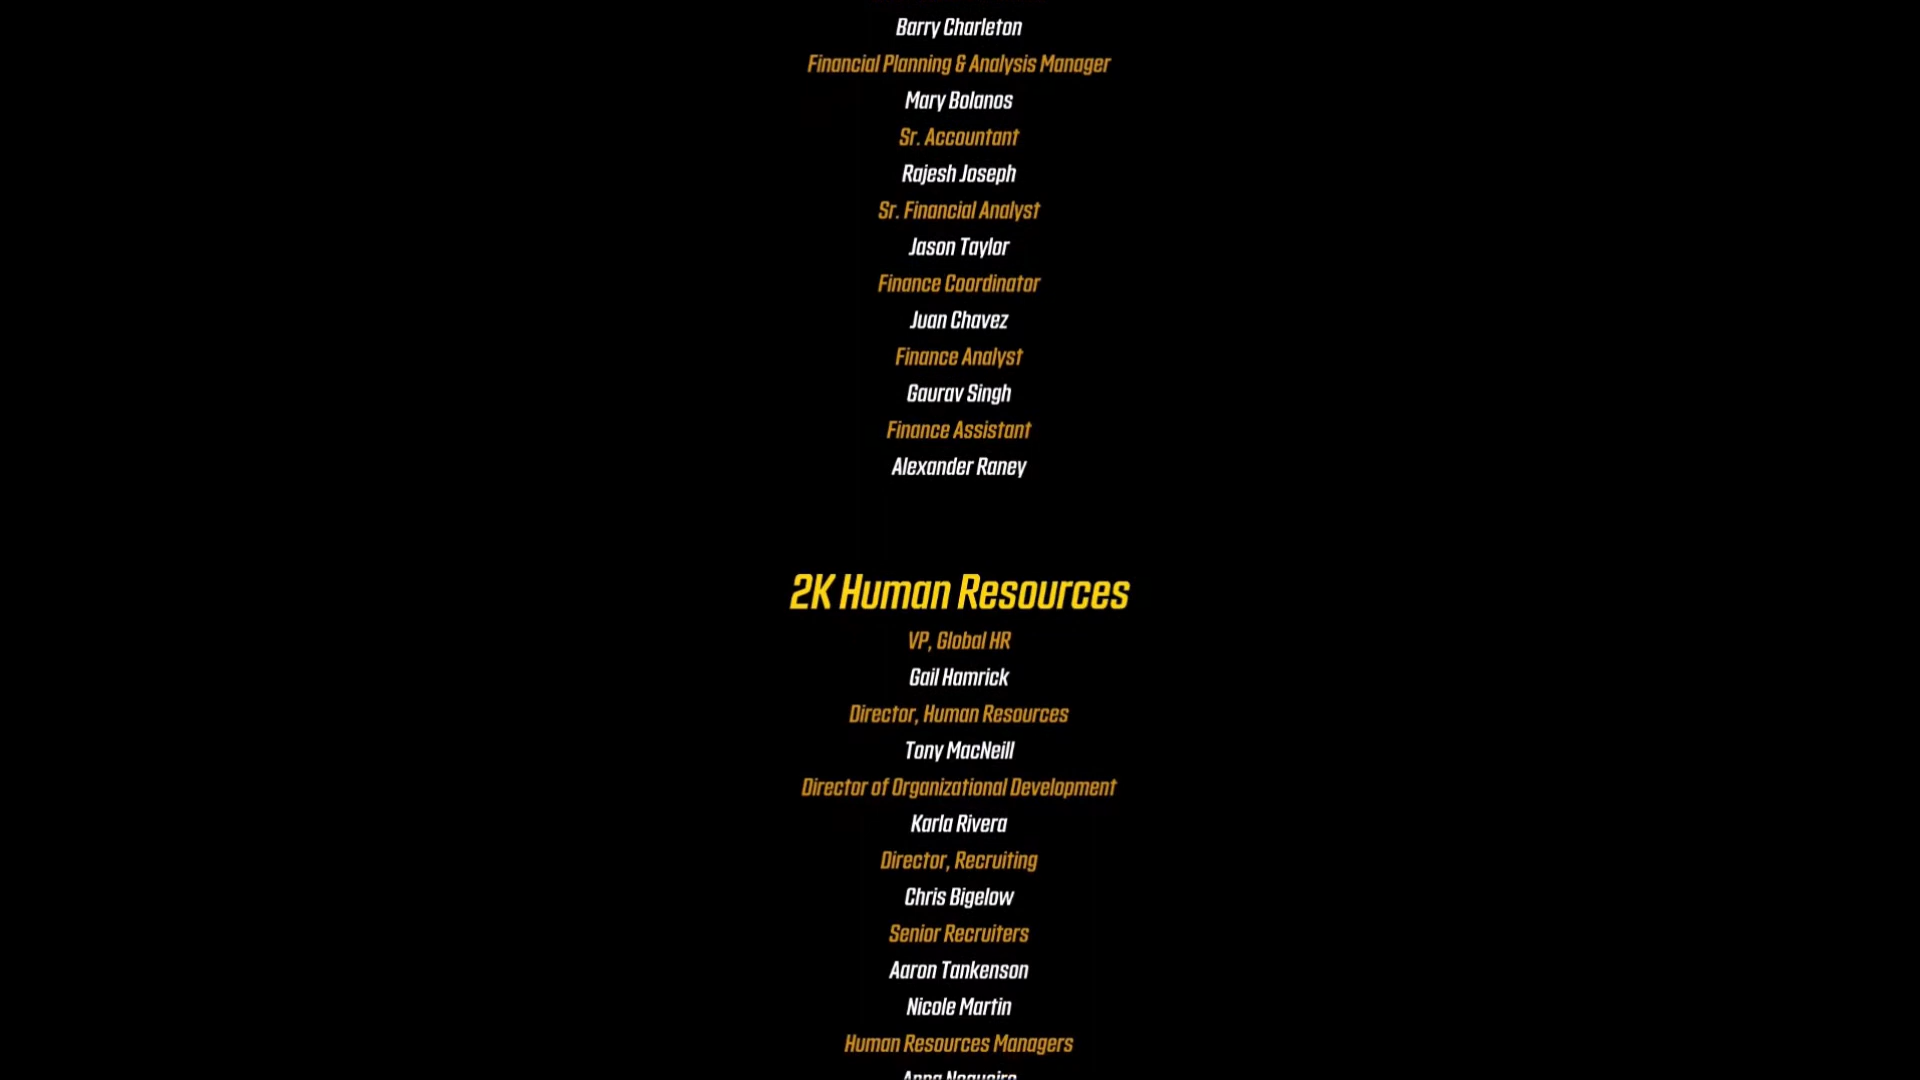 Barry Charleton
Financial Planning & Analysis Manager
Mary Bolanos
Sr. Accountant
Rajesh Joseph
Sr. Financial Analyst
Jason Taylor
Finance Coordinator
Juan Chavez
Finance Analyst
Gaurav Singh
Finance Assistant
Alexander Raney
2K Human Resources
VP, Global HR
Gail Hamrick
Director, Human Resources
Tony MacNeill
Director of Organizational Development
Karla Rivera
Director, Recruiting
Chris Bigelow
Senior Recruiters
Aaron Tankenson
Nicole Martin
Human Resources Managers